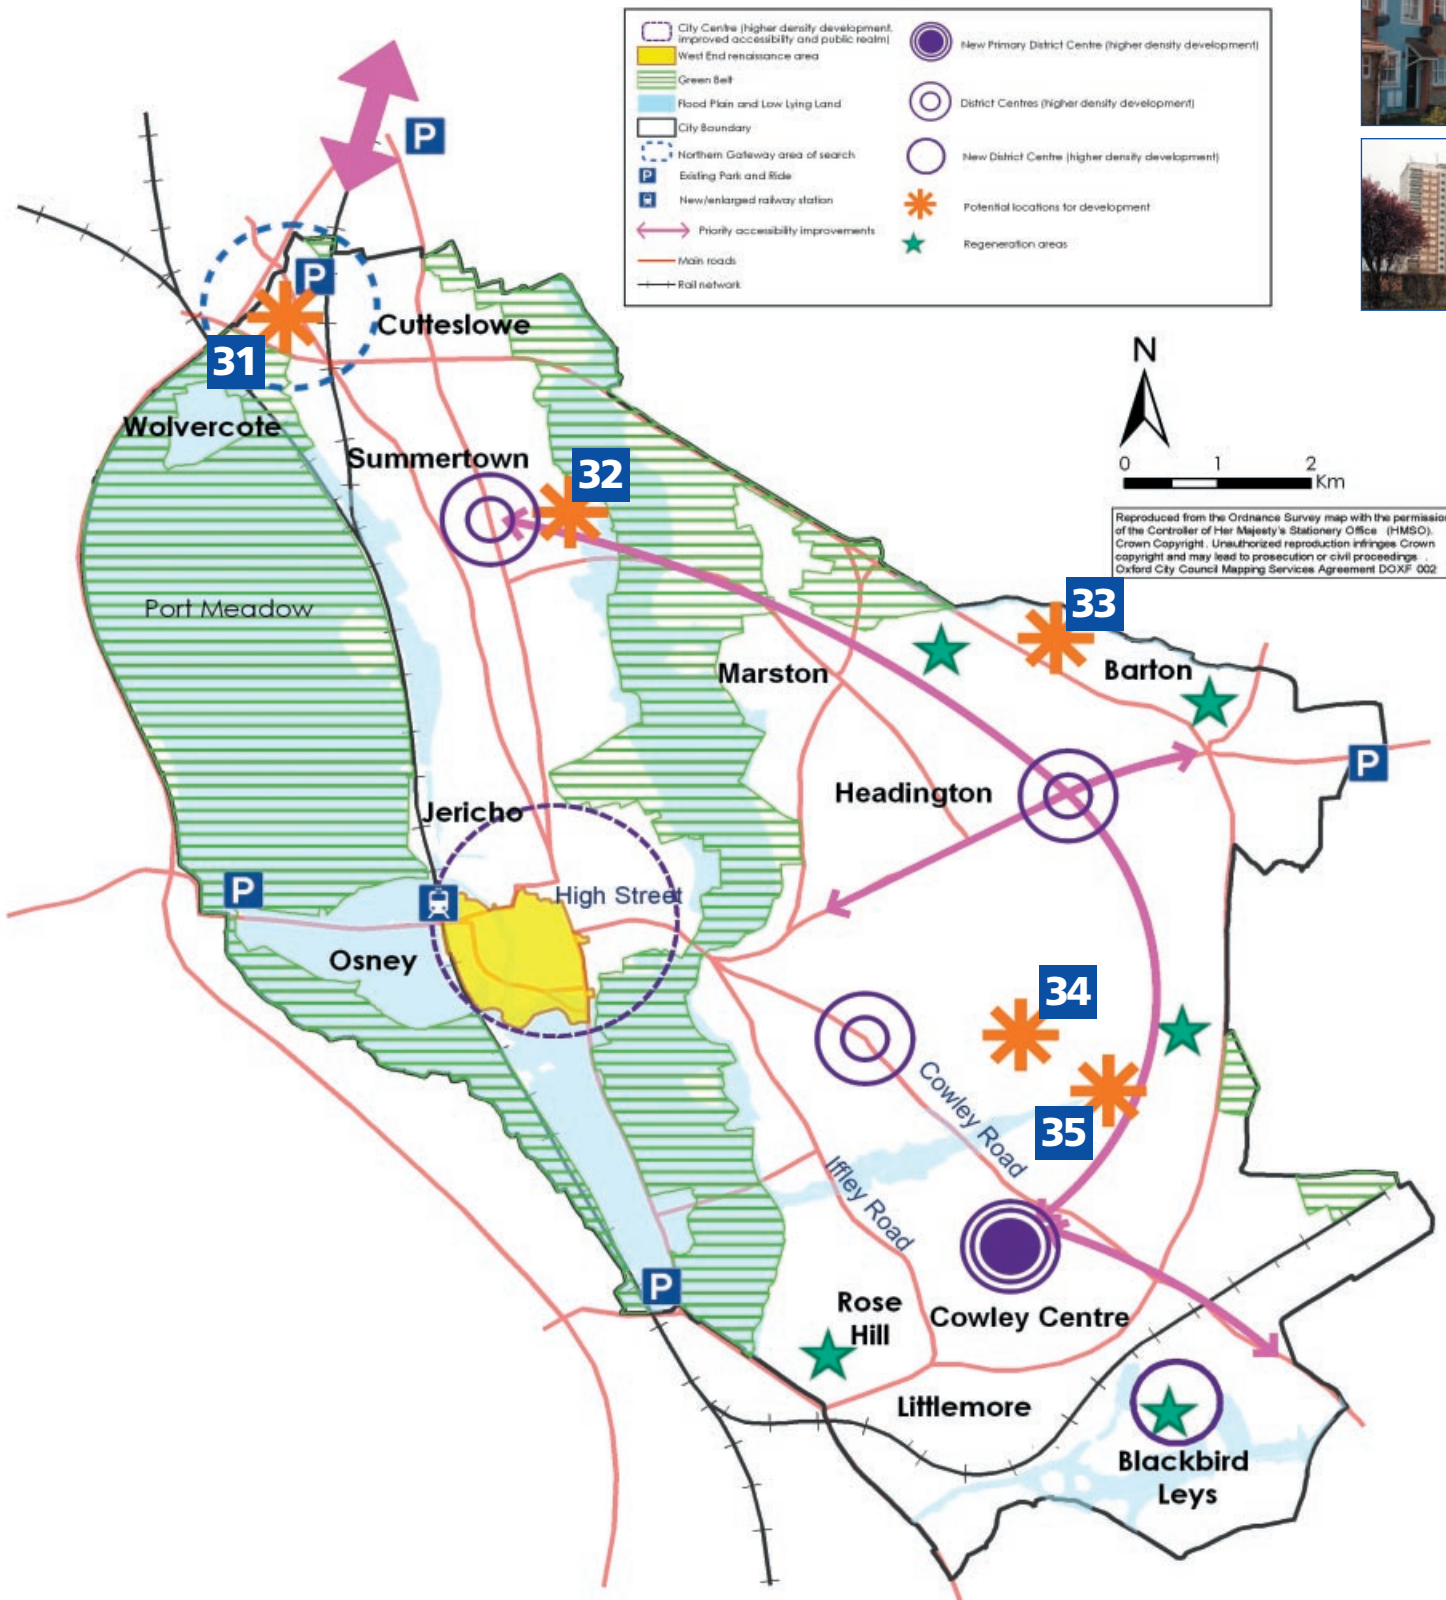 City Centre (higher density development,
improved accessibility and public realm)
West End renaissance area
Green Belt
Flood Plain and Low Lying Land
City Boundary
Northern Gateway area of search
P Existing Park and Ride
New/enlarged railway station
Priority accessibility improvements
Main roads
Rail network
New Primary District Centre (higher density development)
District Centres (higher density development)
New District Centre (higher density development)
Potential locations for development
Regeneration areas
P
P
Cutteslowe
31
Wolvercote
Summertown
32
N
0 1 2
Km
Reproduced from the Ordnance Survey map with the permission
of the Controller of Her Majesty's Stationery Office (HMSO).
Crown Copyright. Unauthorized reproduction infringes Crown
copyright and may lead to prosecution or civil proceedings .
Oxford City Council Mapping Services Agreement DOXF 002
Port Meadow
33
Marston
Barton
P
Headington
Jericho
P
High Street
Osney
34
Cowley Road
35
Iffley Road
P
Rose
Hill
Cowley Centre
Littlemore
Blackbird
Leys